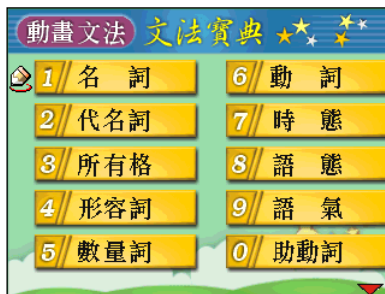 動畫文法 文法寶典
1 名詞
2 代名詞
3 所有格
4 形容詞
5 數量詞
6 動詞
7 時態
8 語態
9 語氣
0 助動詞